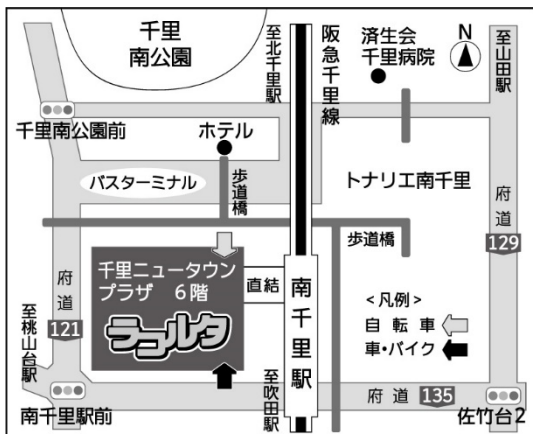 千里
南公園
至北千里駅
阪急千里線
済生会
千里病院
N
至山田駅
千里南公園前
ホテル
バスターミナル
歩道橋
トナリエ南千里
歩道橋
府道
129
千里ニュータウン
プラザ 6階
ラコルタ
直結
南千里駅
<凡例>
自転車
車・バイク
府道
121
至桃山台駅
南千里駅前
至吹田駅
府道 135
佐竹台2